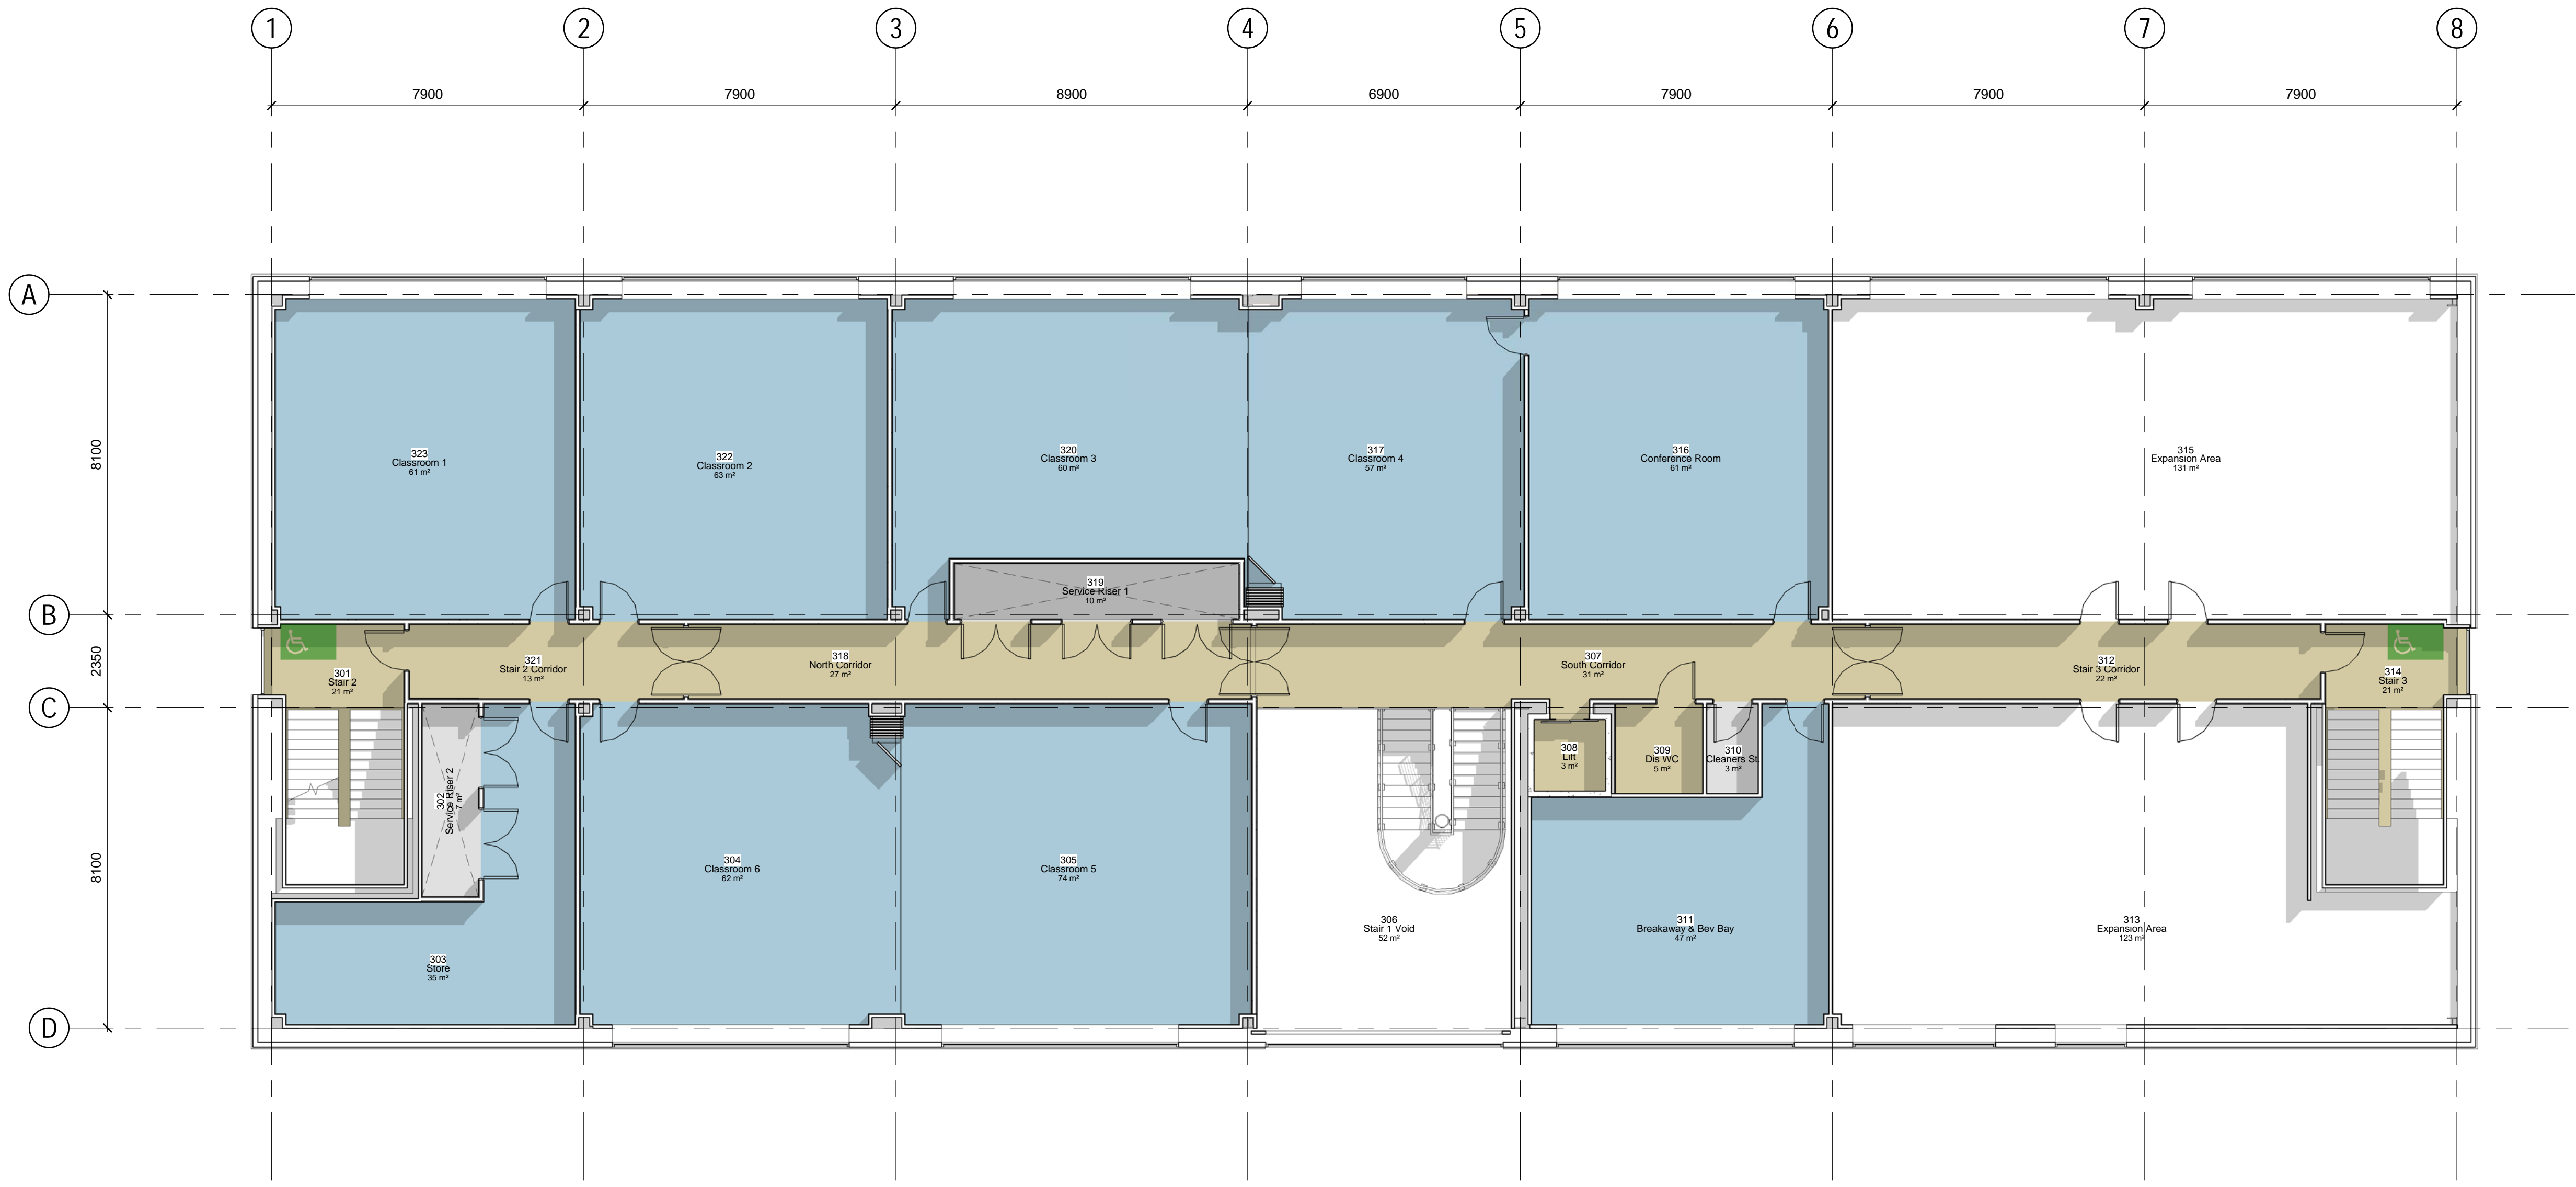 1 2 3 4 5 6 7 8
7900 7900 8900 6900 7900 7900 7900
A
8100
B
2350
C
8100
D
323
Classroom 1
61 m²
322
Classroom 2
63 m²
320
Classroom 3
60 m²
317
Classroom 4
57 m²
316
Conference Room
61 m²
315
Expansion Area
131 m²
319
Service Riser 1
10 m²
301
Stair 2
21 m²
321
Stair 2 Corridor
13 m²
318
North Corridor
27 m²
307
South Corridor
31 m²
312
Stair 3 Corridor
22 m²
314
Stair 3
21 m²
302
Service Riser 2
7 m²
308
Lift
3 m²
309
Dis WC
5 m²
310
Cleaners St.
3 m²
304
Classroom 6
62 m²
305
Classroom 5
74 m²
306
Stair 1 Void
52 m²
311
Breakaway & Bev Bay
47 m²
313
Expansion Area
123 m²
303
Store
35 m²